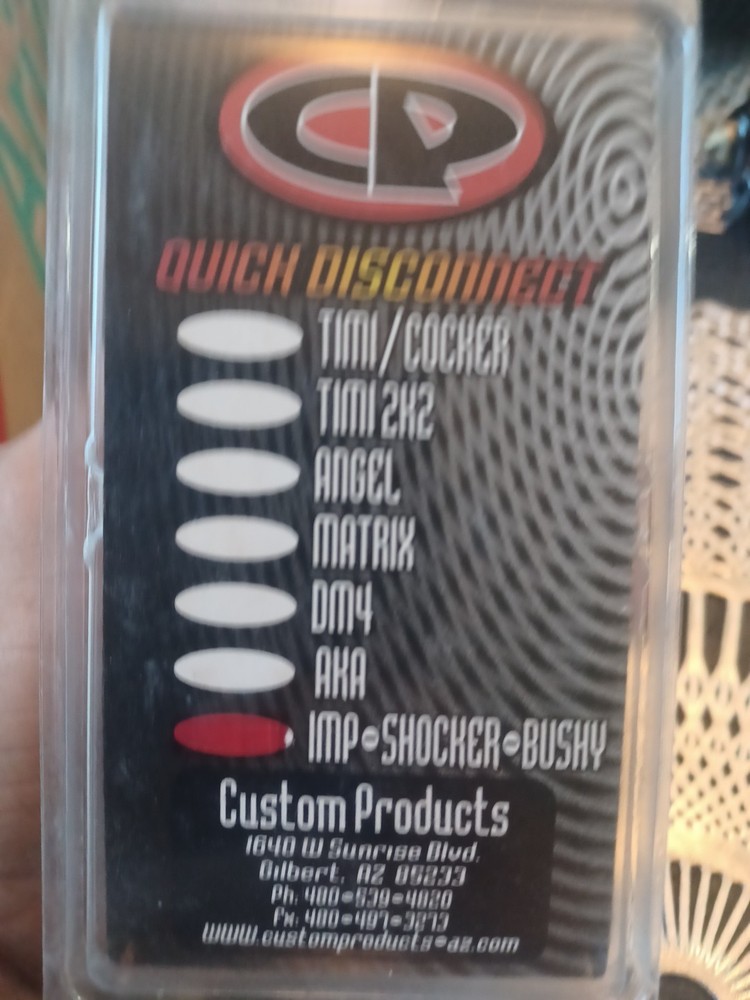 CP
QUICK DISCONNECT
TIMI/COCKER
TIMI 2K2
ANGEL
MATRIX
DM4
AKA
IMP•SHOCKER•BUSHY
Custom Products
1640 W Sunrise Blvd.
Gilbert, AZ 85233
Ph. 480-539-4820
Fx. 480-497-3273
www.customproducts-az.com